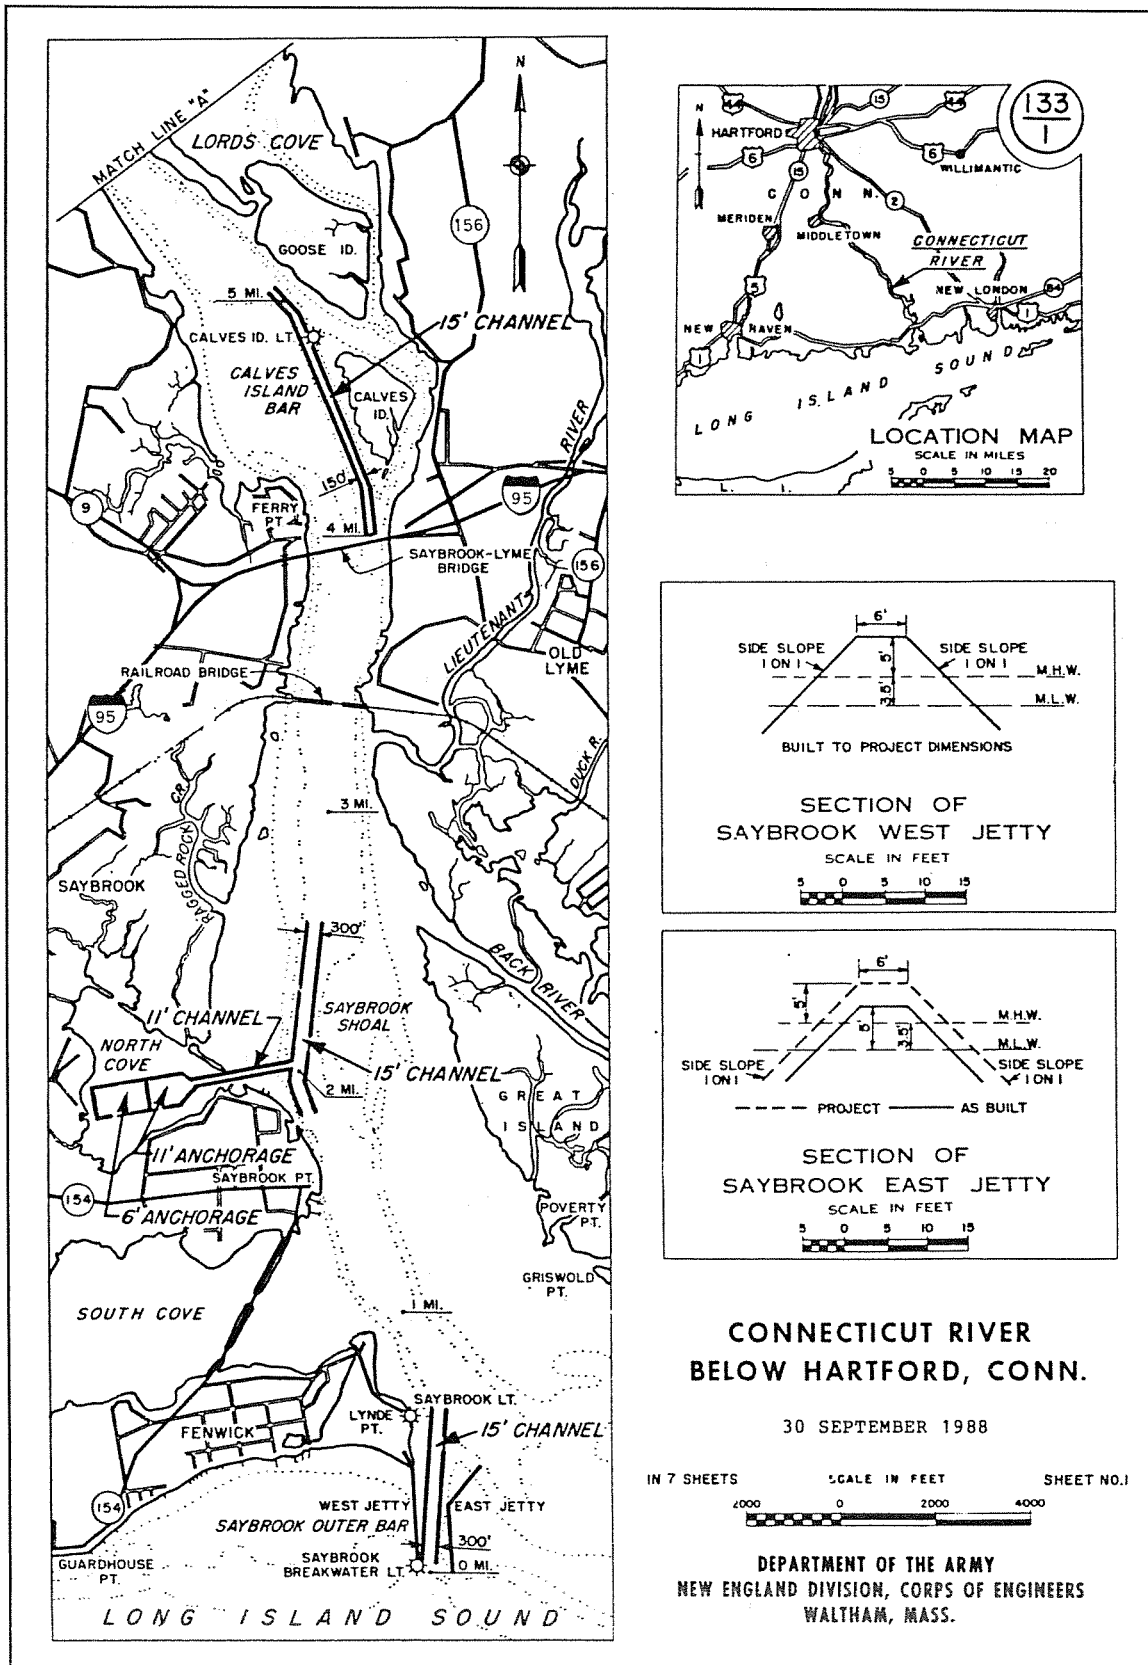 MATCH LINE "A"
LORDS COVE
N
156
GOOSE ID.
5 MI.
15' CHANNEL
CALVES ID. LT.
CALVES
ISLAND
BAR
CALVES
ID.
RIVER
150'
95
9
FERRY
PT.
4 MI.
SAYBROOK-LYME
BRIDGE
156
LIEUTENANT
OLD
LYME
RAILROAD BRIDGE
95
DUCK R.
3 MI.
RAGGED ROCK CR.
SAYBROOK
300'
BACK
RIVER
11' CHANNEL
SAYBROOK
SHOAL
NORTH
COVE
15' CHANNEL
2 MI.
GREAT
ISLAND
11' ANCHORAGE
SAYBROOK PT.
154
6' ANCHORAGE
POVERTY
PT.
GRISWOLD
PT.
SOUTH COVE
1 MI.
SAYBROOK LT.
LYNDE
PT.
FENWICK
15' CHANNEL
154
WEST JETTY
EAST JETTY
SAYBROOK OUTER BAR
300'
GUARDHOUSE
PT.
SAYBROOK
BREAKWATER LT.
0 MI.
LONG ISLAND SOUND
133
1
N
44
15
44
HARTFORD
6
6
WILLIMANTIC
15
CONN.
2
MERIDEN
MIDDLETOWN
CONNECTICUT
RIVER
5
NEW LONDON
84
1
NEW HAVEN
1
LONG ISLAND SOUND
LOCATION MAP
SCALE IN MILES
5 0 5 10 15 20
L. I.
6'
SIDE SLOPE
1 ON 1
5'
SIDE SLOPE
1 ON 1
M.H.W.
3.5'
M.L.W.
BUILT TO PROJECT DIMENSIONS
SECTION OF
SAYBROOK WEST JETTY
SCALE IN FEET
5 0 5 10 15
6'
5'
M.H.W.
5'
3.5'
M.L.W.
SIDE SLOPE
1 ON 1
SIDE SLOPE
1 ON 1
PROJECT
AS BUILT
SECTION OF
SAYBROOK EAST JETTY
SCALE IN FEET
5 0 5 10 15
CONNECTICUT RIVER
BELOW HARTFORD, CONN.
30 SEPTEMBER 1988
IN 7 SHEETS
SCALE IN FEET
SHEET NO.1
2000 0 2000 4000
DEPARTMENT OF THE ARMY
NEW ENGLAND DIVISION, CORPS OF ENGINEERS
WALTHAM, MASS.